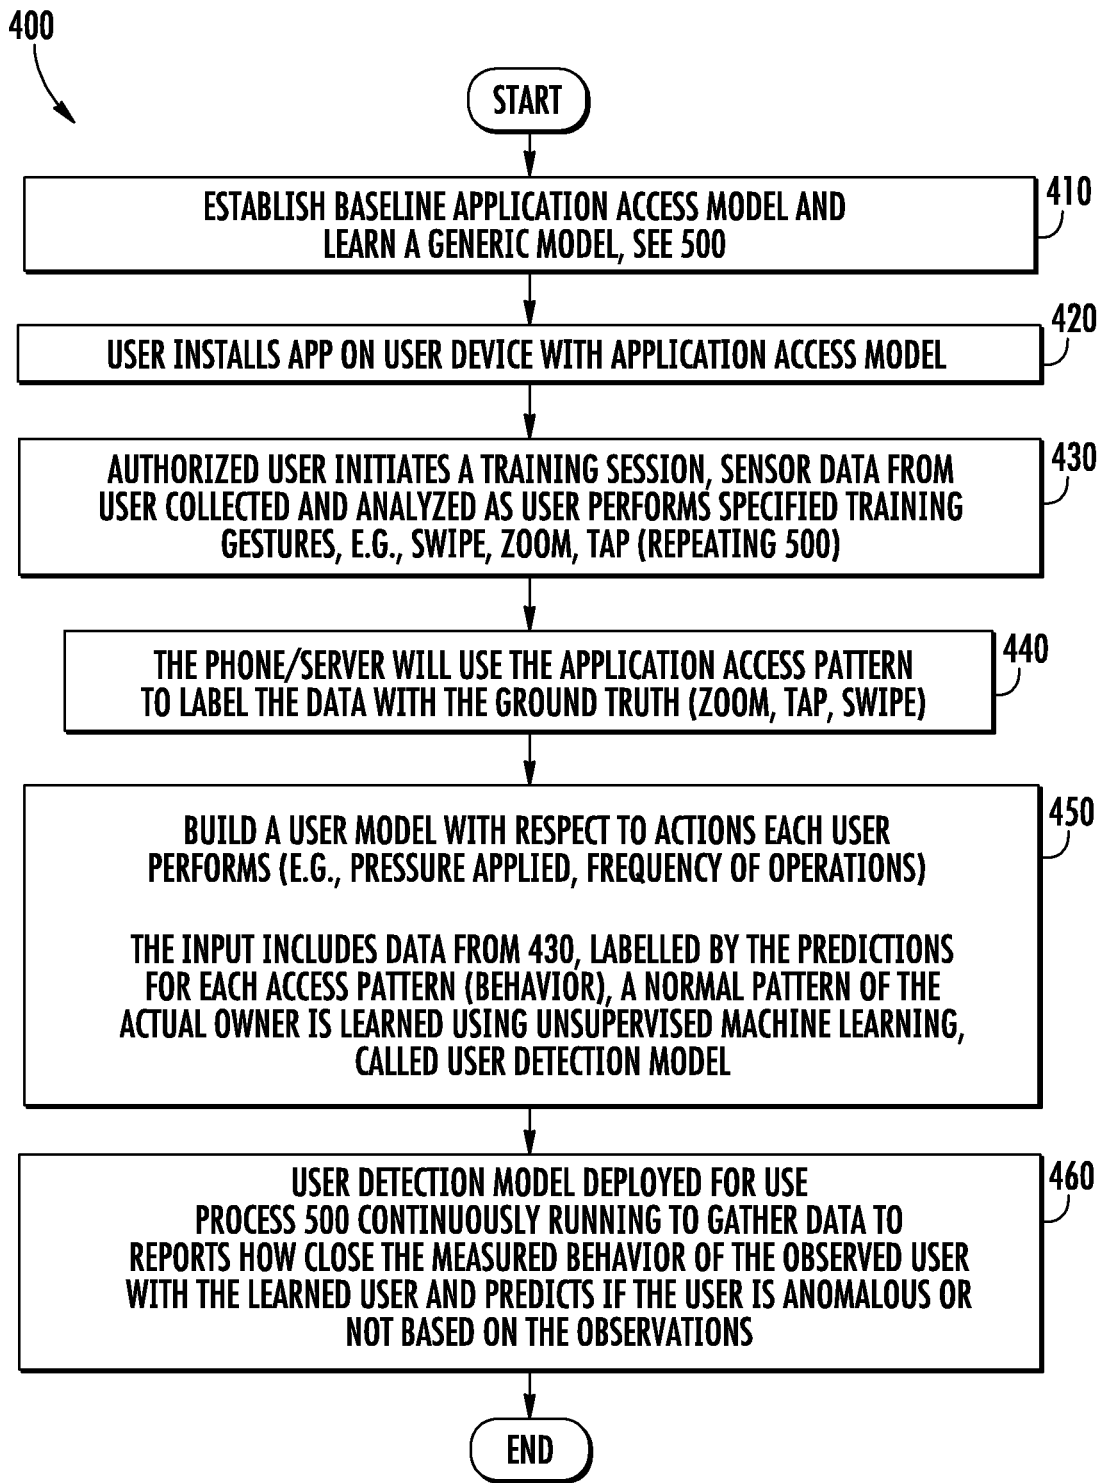 400
START
ESTABLISH BASELINE APPLICATION ACCESS MODEL AND
LEARN A GENERIC MODEL, SEE 500
410
USER INSTALLS APP ON USER DEVICE WITH APPLICATION ACCESS MODEL
420
AUTHORIZED USER INITIATES A TRAINING SESSION, SENSOR DATA FROM
USER COLLECTED AND ANALYZED AS USER PERFORMS SPECIFIED TRAINING
GESTURES, E.G., SWIPE, ZOOM, TAP (REPEATING 500)
430
THE PHONE/SERVER WILL USE THE APPLICATION ACCESS PATTERN
TO LABEL THE DATA WITH THE GROUND TRUTH (ZOOM, TAP, SWIPE)
440
BUILD A USER MODEL WITH RESPECT TO ACTIONS EACH USER
PERFORMS (E.G., PRESSURE APPLIED, FREQUENCY OF OPERATIONS)
THE INPUT INCLUDES DATA FROM 430, LABELLED BY THE PREDICTIONS
FOR EACH ACCESS PATTERN (BEHAVIOR), A NORMAL PATTERN OF THE
ACTUAL OWNER IS LEARNED USING UNSUPERVISED MACHINE LEARNING,
CALLED USER DETECTION MODEL
450
USER DETECTION MODEL DEPLOYED FOR USE
PROCESS 500 CONTINUOUSLY RUNNING TO GATHER DATA TO
REPORTS HOW CLOSE THE MEASURED BEHAVIOR OF THE OBSERVED USER
WITH THE LEARNED USER AND PREDICTS IF THE USER IS ANOMALOUS OR
NOT BASED ON THE OBSERVATIONS
460
END